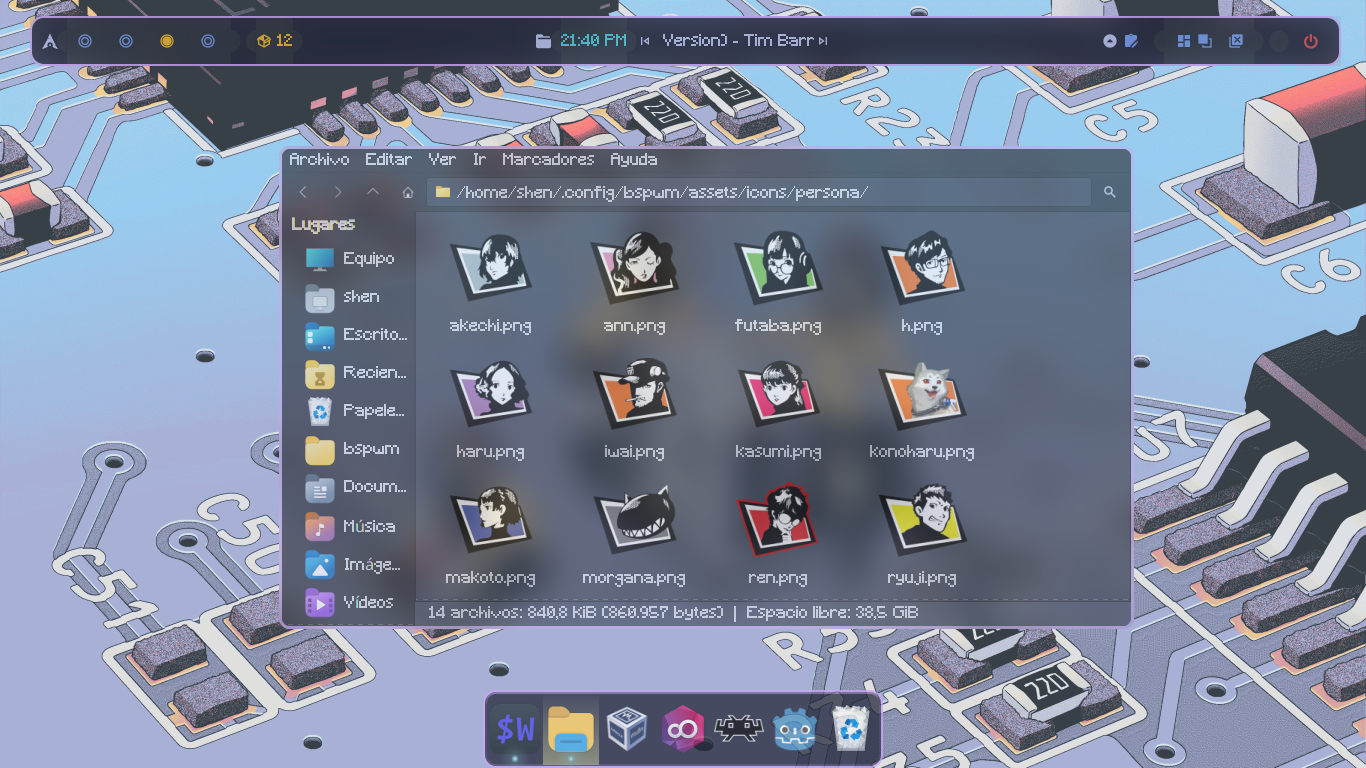 12
21:40 PM
Version) - Tim Barr
Archivo Editar Ver Ir Marcadores Ayuda
/home/shen/.config/bspwm/assets/icons/persona/
Lugares
Equipo
shen
Escrito...
Recien...
Papele...
bspwm
Docum...
Música
Imáge...
Vídeos
akechi.png ann.png futaba.png h.png
haru.png iwai.png kasumi.png konoharu.png
makoto.png morgana.png ren.png ryuji.png
14 archivos: 840,8 KiB (860.957 bytes) | Espacio libre: 38,5 GiB
220
220
C5
C6
C50
C51
220
$W